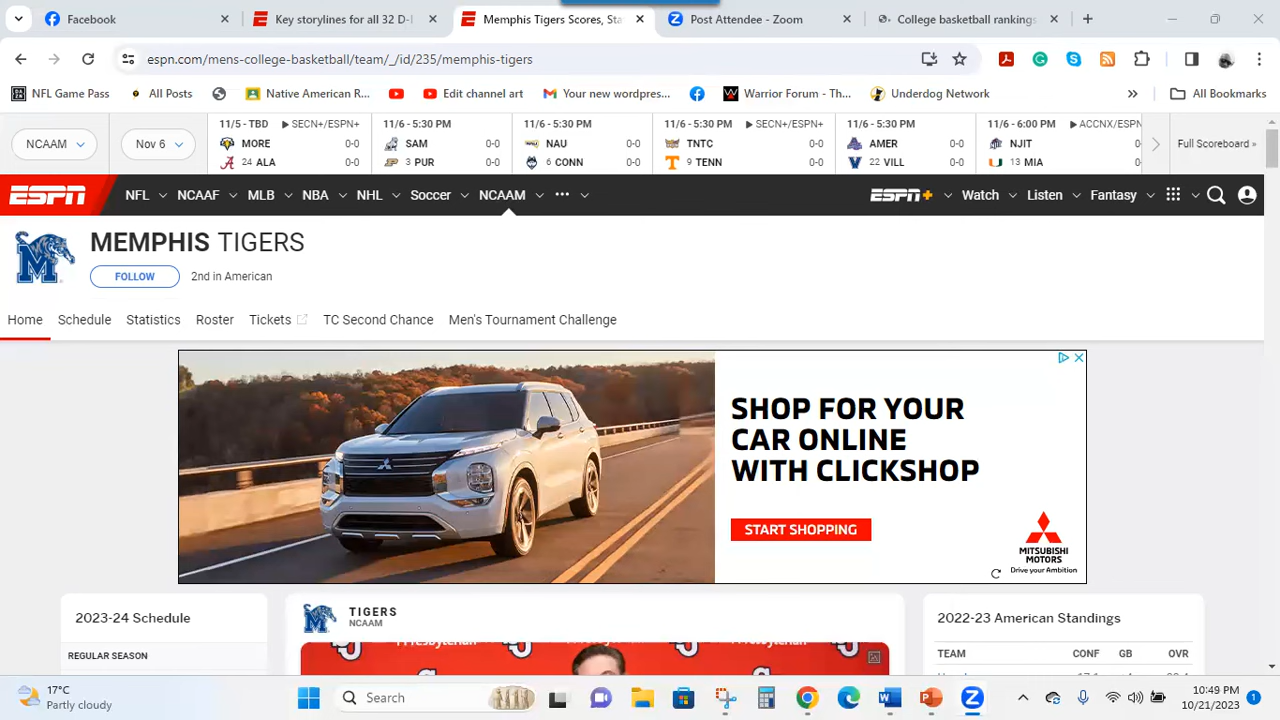 Facebook
Key storylines for all 32 D-I
Memphis Tigers Scores, Sta
Post Attendee - Zoom
College basketball rankings
espn.com/mens-college-basketball/team/_/id/235/memphis-tigers
NFL Game Pass
All Posts
Native American R...
Edit channel art
Your new wordpres...
Warrior Forum - Th...
Underdog Network
»
All Bookmarks
NCAAM
Nov 6
11/5 - TBD SECN+/ESPN+
MORE 0-0
24 ALA 0-0
11/6 - 5:30 PM
SAM 0-0
3 PUR 0-0
11/6 - 5:30 PM
NAU 0-0
6 CONN 0-0
11/6 - 5:30 PM SECN+/ESPN+
TNTC 0-0
9 TENN 0-0
11/6 - 5:30 PM
AMER 0-0
22 VILL 0-0
11/6 - 6:00 PM ACCNX/ESPN
NJIT 0-0
13 MIA 0-0
Full Scoreboard »
ESPN NFL NCAAF MLB NBA NHL Soccer NCAAM ••• ESPN+ Watch Listen Fantasy
MEMPHIS TIGERS
FOLLOW 2nd in American
Home Schedule Statistics Roster Tickets TC Second Chance Men's Tournament Challenge
SHOP FOR YOUR
CAR ONLINE
WITH CLICKSHOP
START SHOPPING
MITSUBISHI
MOTORS
Drive your Ambition
2023-24 Schedule
REGULAR SEASON
TIGERS
NCAAM
2022-23 American Standings
TEAM CONF GB OVR
17°C
Partly cloudy
Search
10:49 PM
10/21/2023
1